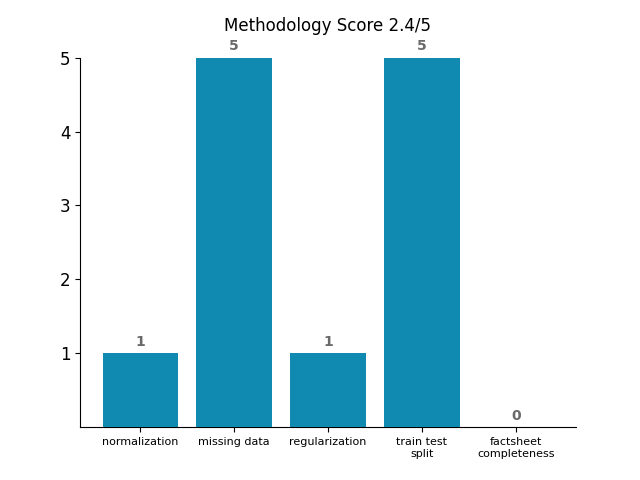 Methodology Score 2.4/5
5
4
3
2
1
1
5
1
5
0
normalization
missing data
regularization
train test
split
factsheet
completeness